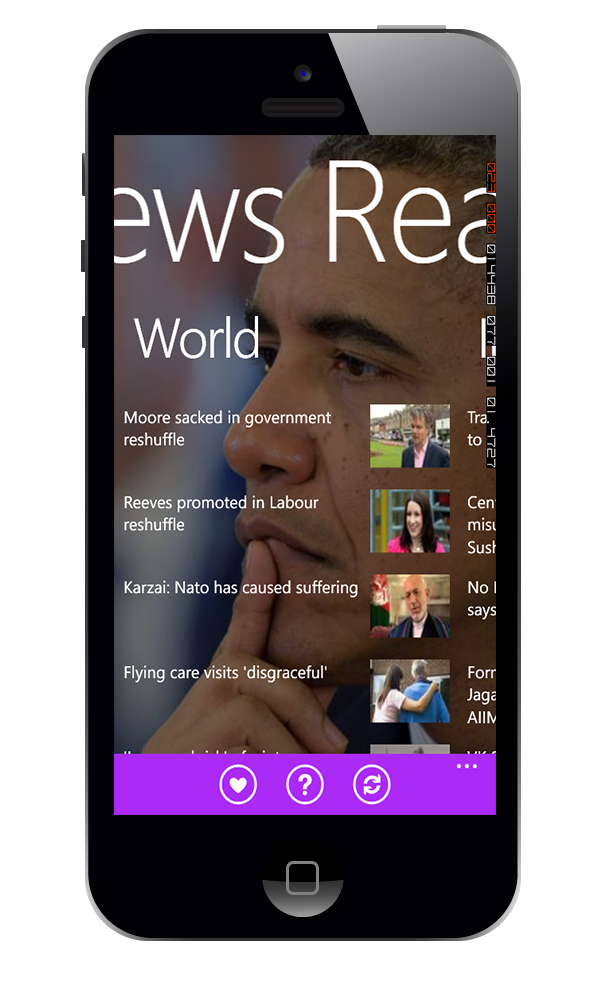 ews Rea
World
Moore sacked in government
reshuffle
Reeves promoted in Labour
reshuffle
Karzai: Nato has caused suffering
Flying care visits 'disgraceful'
Tra
to
Cen
misu
Sush
No
says
Forr
Jaga
AIIM